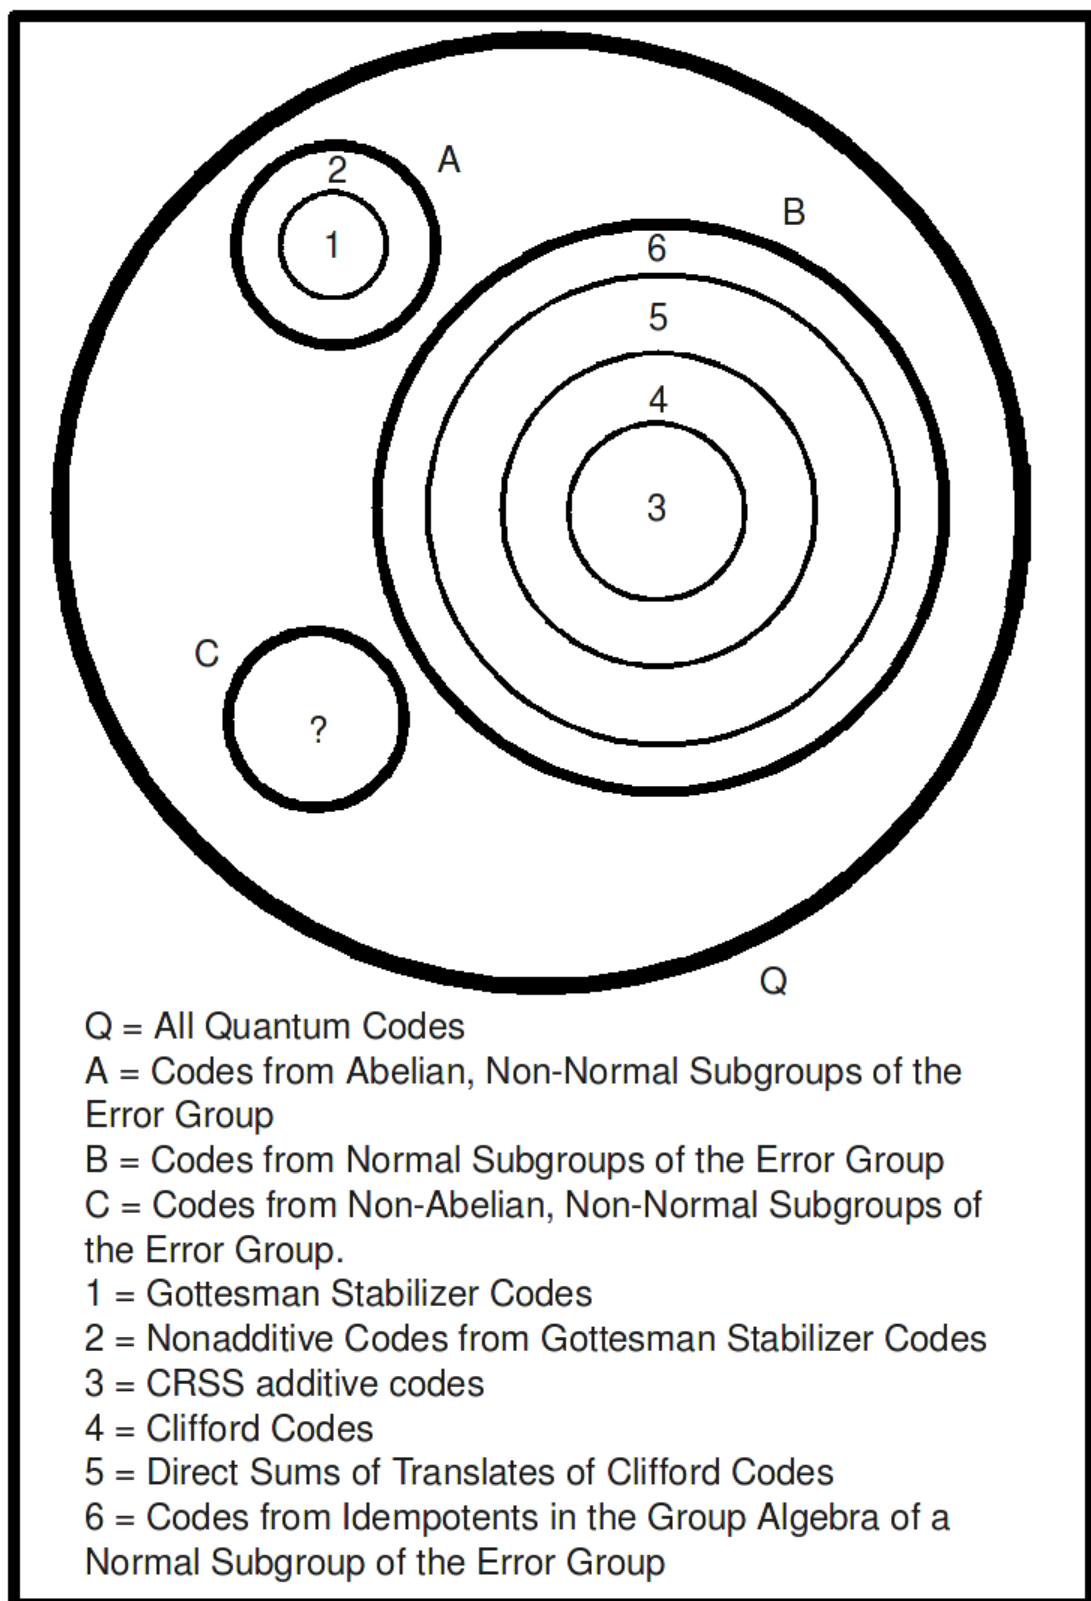 A
2
1
B
6
5
4
3
C
?
Q
Q = All Quantum Codes
A = Codes from Abelian, Non-Normal Subgroups of the
Error Group
B = Codes from Normal Subgroups of the Error Group
C = Codes from Non-Abelian, Non-Normal Subgroups of
the Error Group.
1 = Gottesman Stabilizer Codes
2 = Nonadditive Codes from Gottesman Stabilizer Codes
3 = CRSS additive codes
4 = Clifford Codes
5 = Direct Sums of Translates of Clifford Codes
6 = Codes from Idempotents in the Group Algebra of a
Normal Subgroup of the Error Group